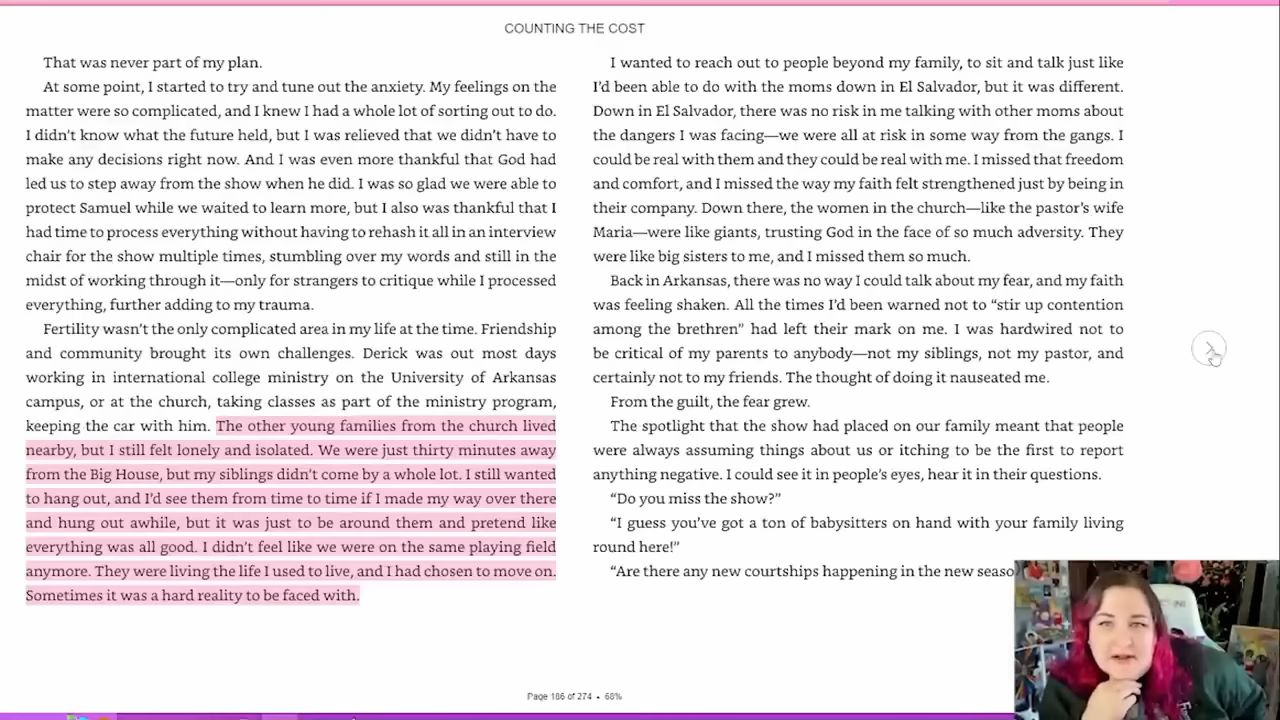 COUNTING THE COST
That was never part of my plan.
At some point, I started to try and tune out the anxiety. My feelings on the
matter were so complicated, and I knew I had a whole lot of sorting out to do.
I didn't know what the future held, but I was relieved that we didn't have to
make any decisions right now. And I was even more thankful that God had
led us to step away from the show when he did. I was so glad we were able to
protect Samuel while we waited to learn more, but I also was thankful that I
had time to process everything without having to rehash it all in an interview
chair for the show multiple times, stumbling over my words and still in the
midst of working through it—only for strangers to critique while I processed
everything, further adding to my trauma.
Fertility wasn't the only complicated area in my life at the time. Friendship
and community brought its own challenges. Derick was out most days
working in international college ministry on the University of Arkansas
campus, or at the church, taking classes as part of the ministry program,
keeping the car with him. The other young families from the church lived
nearby, but I still felt lonely and isolated. We were just thirty minutes away
from the Big House, but my siblings didn't come by a whole lot. I still wanted
to hang out, and I'd see them from time to time if I made my way over there
and hung out awhile, but it was just to be around them and pretend like
everything was all good. I didn't feel like we were on the same playing field
anymore. They were living the life I used to live, and I had chosen to move on.
Sometimes it was a hard reality to be faced with.
I wanted to reach out to people beyond my family, to sit and talk just like
I'd been able to do with the moms down in El Salvador, but it was different.
Down in El Salvador, there was no risk in me talking with other moms about
the dangers I was facing—we were all at risk in some way from the gangs. I
could be real with them and they could be real with me. I missed that freedom
and comfort, and I missed the way my faith felt strengthened just by being in
their company. Down there, the women in the church—like the pastor's wife
Maria—were like giants, trusting God in the face of so much adversity. They
were like big sisters to me, and I missed them so much.
Back in Arkansas, there was no way I could talk about my fear, and my faith
was feeling shaken. All the times I'd been warned not to "stir up contention
among the brethren" had left their mark on me. I was hardwired not to
be critical of my parents to anybody—not my siblings, not my pastor, and
certainly not to my friends. The thought of doing it nauseated me.
From the guilt, the fear grew.
The spotlight that the show had placed on our family meant that people
were always assuming things about us or itching to be the first to report
anything negative. I could see it in people's eyes, hear it in their questions.
"Do you miss the show?"
"I guess you've got a ton of babysitters on hand with your family living
round here!"
"Are there any new courtships happening in the new seaso
Page 186 of 274 • 68%